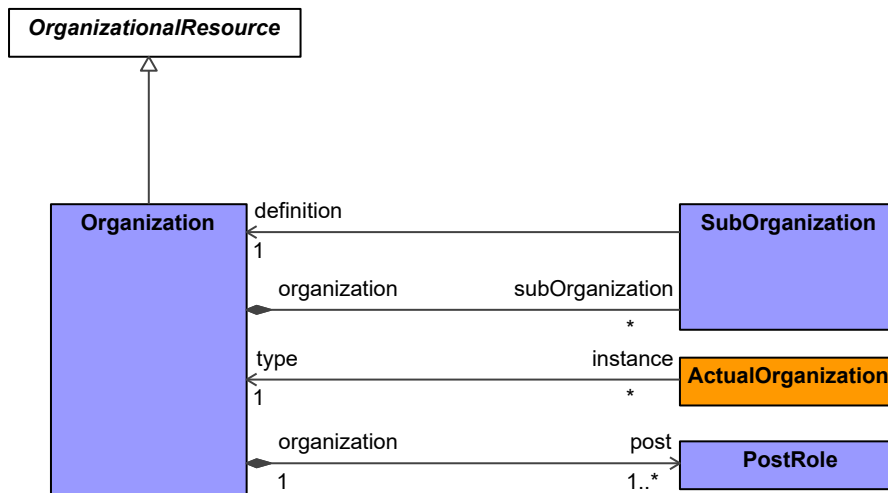 OrganizationalResource
Organization
definition
1
SubOrganization
organization
subOrganization
*
type
instance
1
*
ActualOrganization
organization
post
1
1..*
PostRole